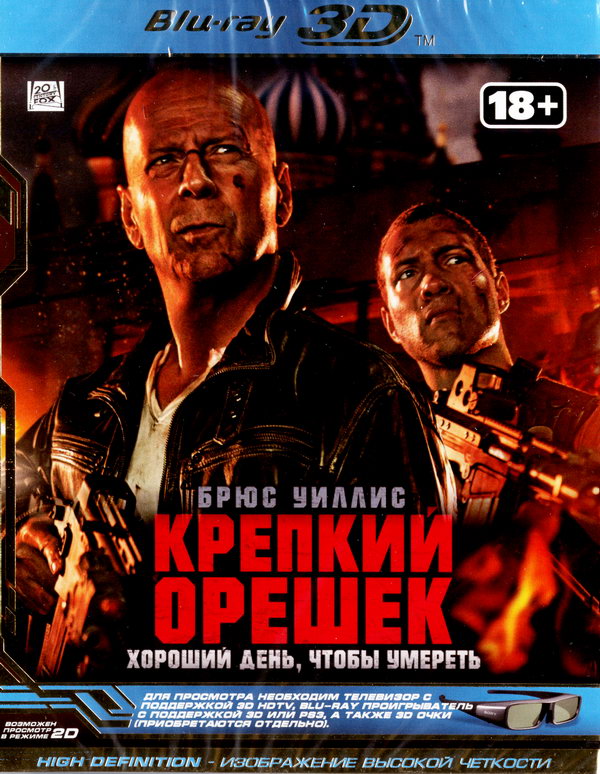 Blu-ray 3D™
20th
CENTURY
FOX
18+
БРЮС УИЛЛИС
КРЕПКИЙ
ОРЕШЕК
ХОРОШИЙ ДЕНЬ, ЧТОБЫ УМЕРЕТЬ
ДЛЯ ПРОСМОТРА НЕОБХОДИМ ТЕЛЕВИЗОР С
ПОДДЕРЖКОЙ 3D HDTV, BLU-RAY ПРОИГРЫВАТЕЛЬ
С ПОДДЕРЖКОЙ 3D ИЛИ PS3, А ТАКЖЕ 3D ОЧКИ
(ПРИОБРЕТАЮТСЯ ОТДЕЛЬНО).
SONY
ВОЗМОЖЕН
ПРОСМОТР
В РЕЖИМЕ 2D
HIGH DEFINITION - ИЗОБРАЖЕНИЕ ВЫСОКОЙ ЧЕТКОСТИ